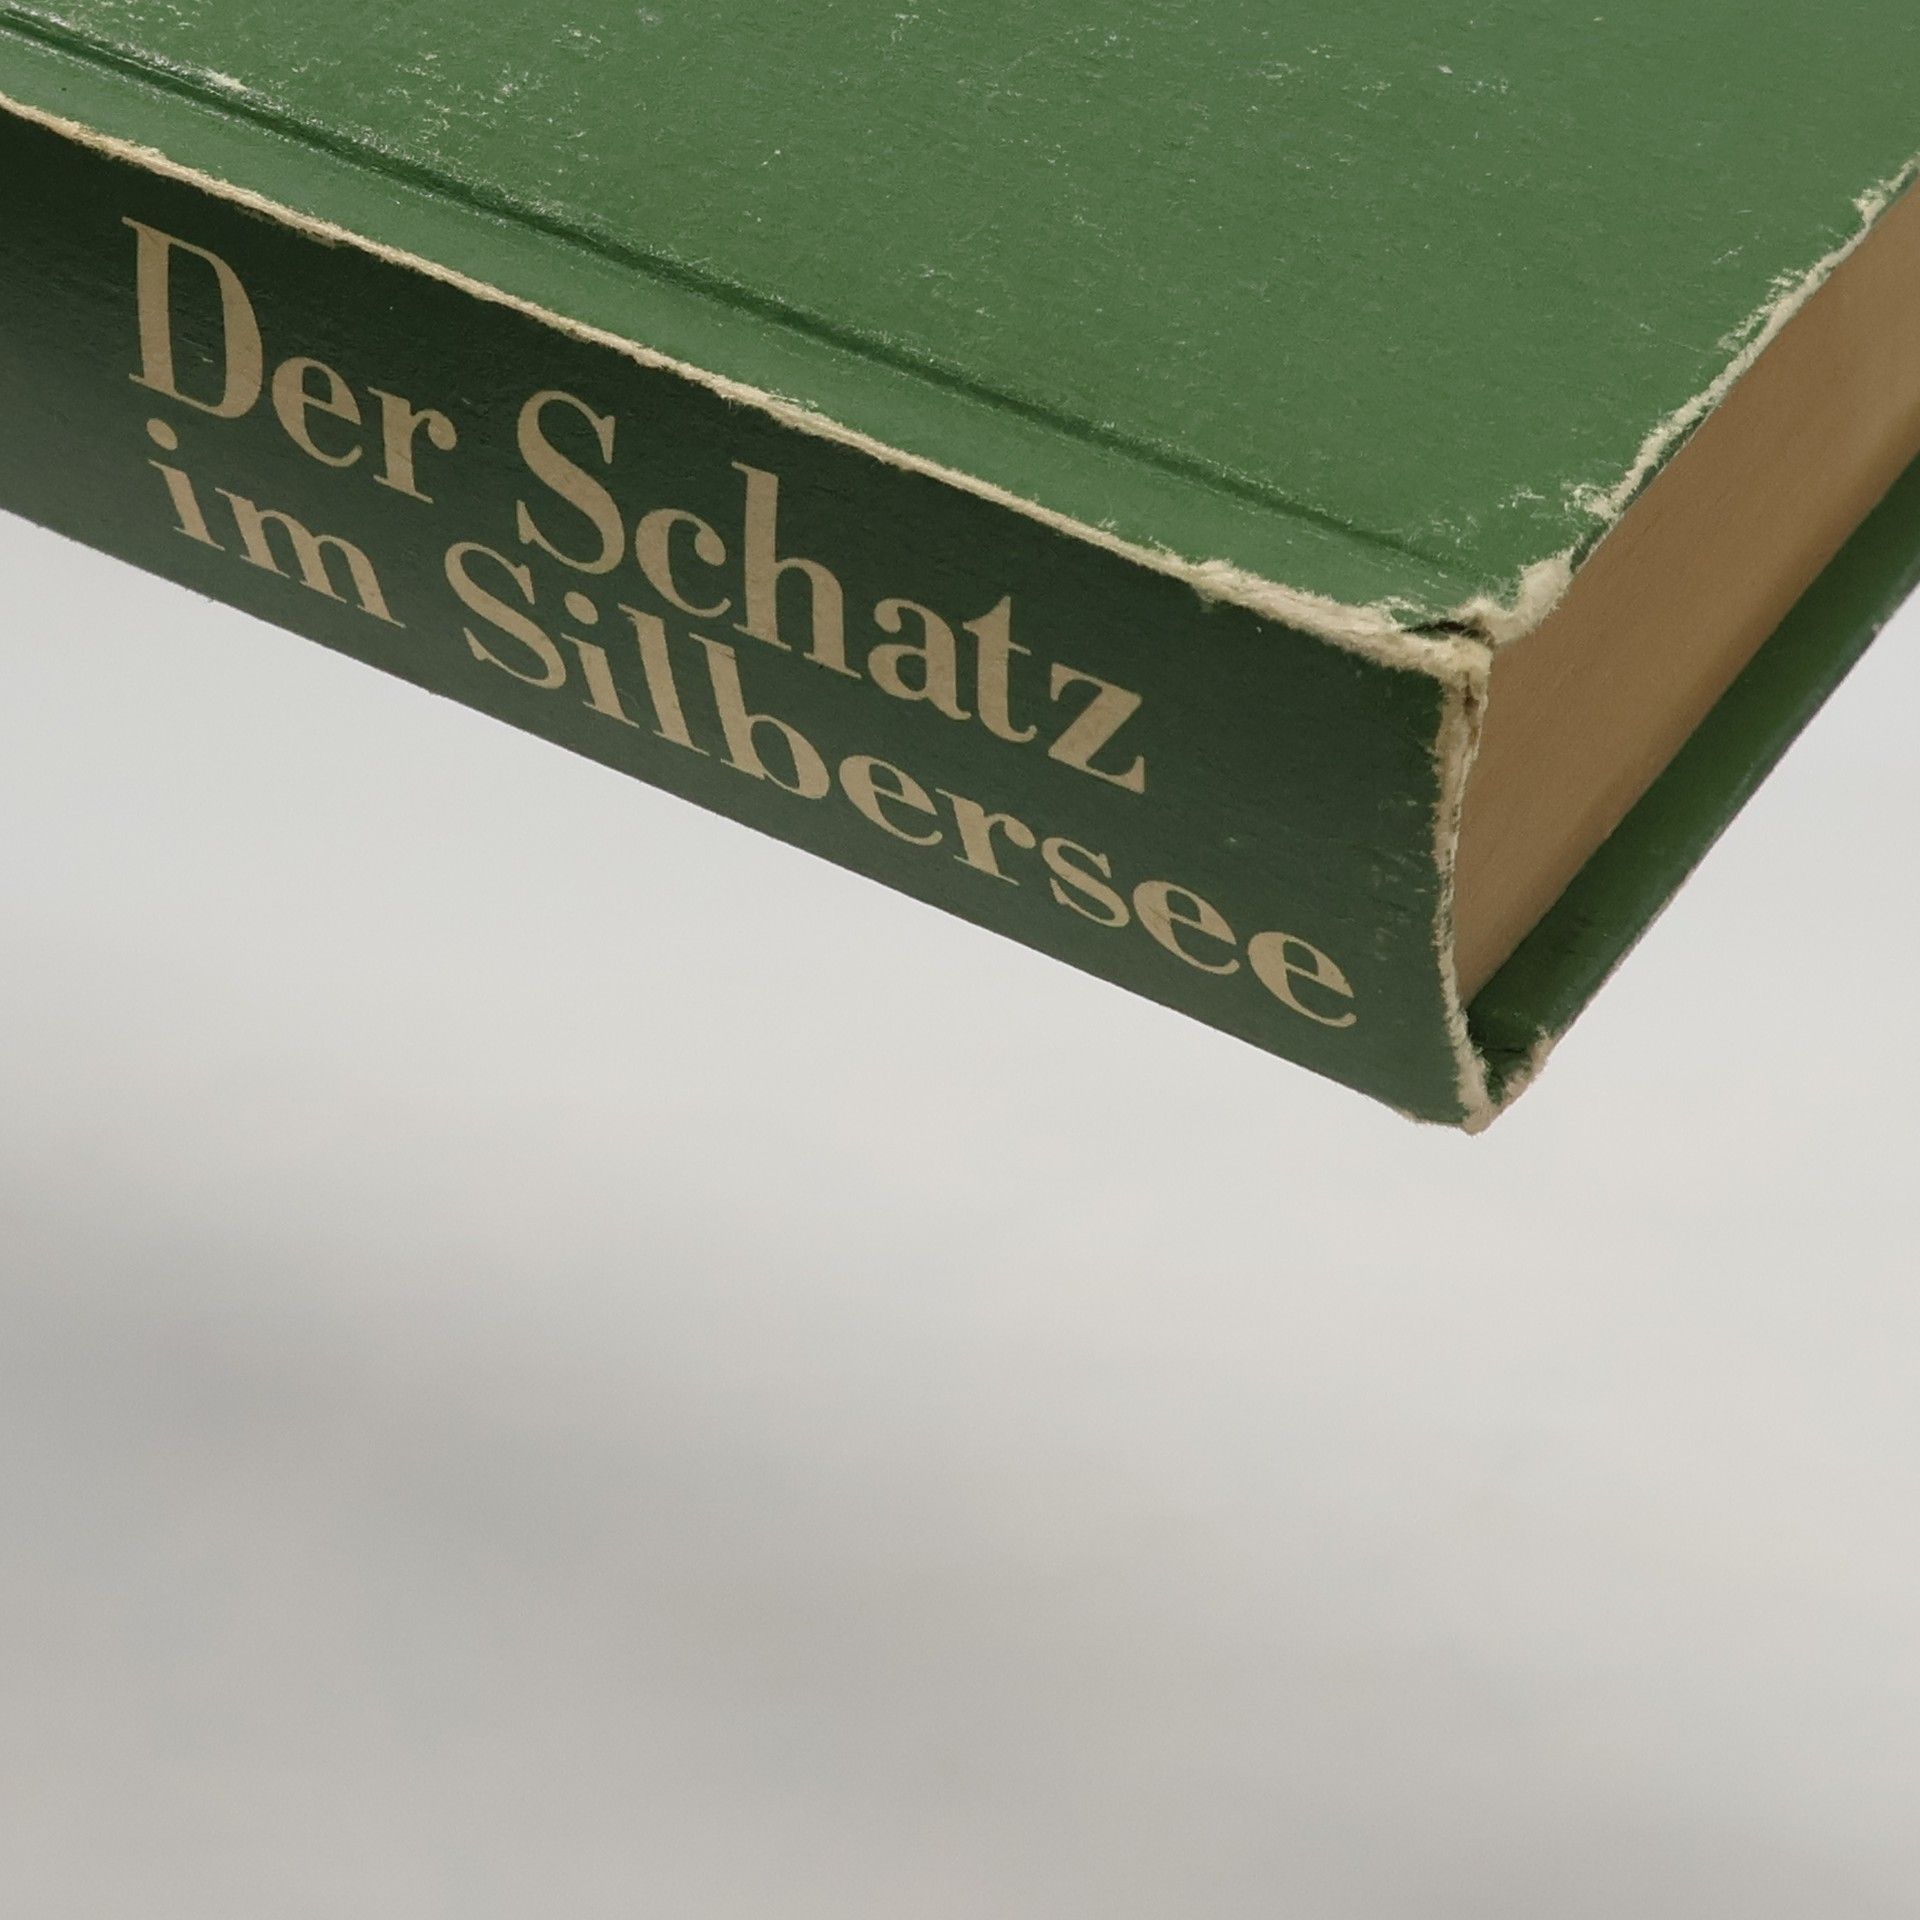 Der Schatz
im Silbersee